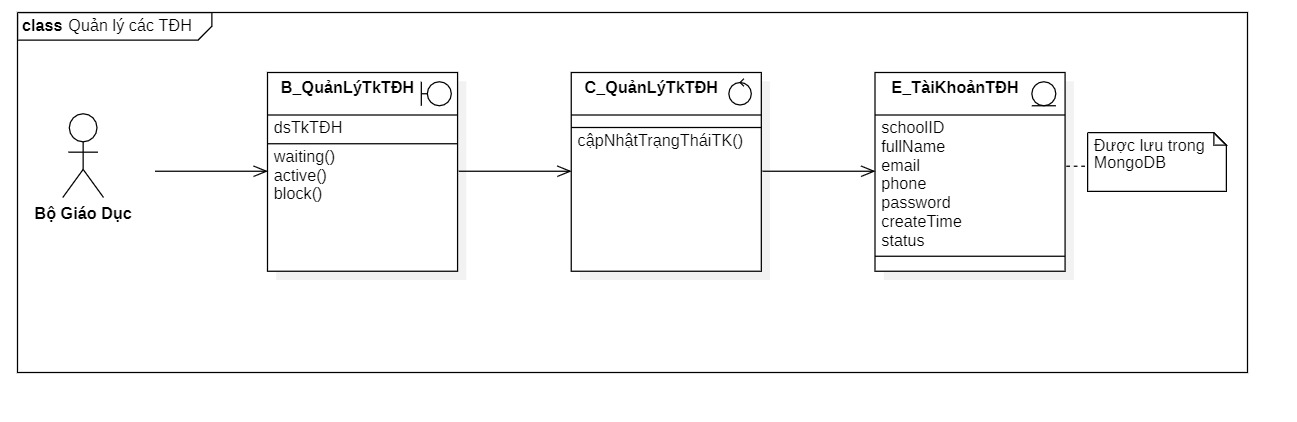 class Quản lý các TĐH
B_QuảnLýTkTĐH
dsTkTĐH
waiting()
active()
block()
C_QuảnLýTkTĐH
cậpNhậtTrạngTháiTK()
E_TàiKhoảnTĐH
schoolID
fullName
email
phone
password
createTime
status
Được lưu trong
MongoDB
Bộ Giáo Dục